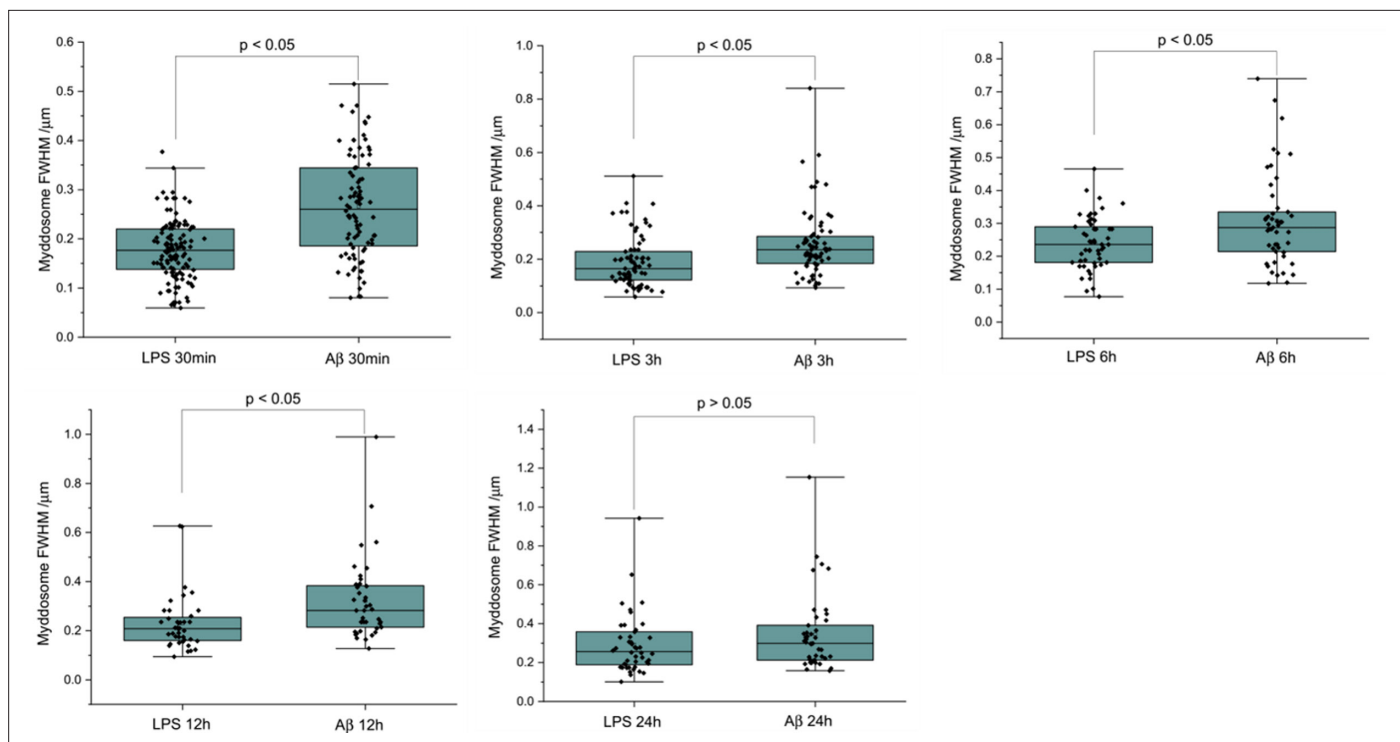 p < 0.05
Myddosome FWHM /μm
0.6
0.5
0.4
0.3
0.2
0.1
0.0
LPS 30min
Aβ 30min
p < 0.05
Myddosome FWHM /μm
1.0
0.8
0.6
0.4
0.2
0.0
LPS 3h
Aβ 3h
p < 0.05
Myddosome FWHM /μm
0.8
0.7
0.6
0.5
0.4
0.3
0.2
0.1
0.0
LPS 6h
Aβ 6h
p < 0.05
Myddosome FWHM /μm
1.0
0.8
0.6
0.4
0.2
0.0
LPS 12h
Aβ 12h
p > 0.05
Myddosome FWHM /μm
1.4
1.2
1.0
0.8
0.6
0.4
0.2
0.0
LPS 24h
Aβ 24h